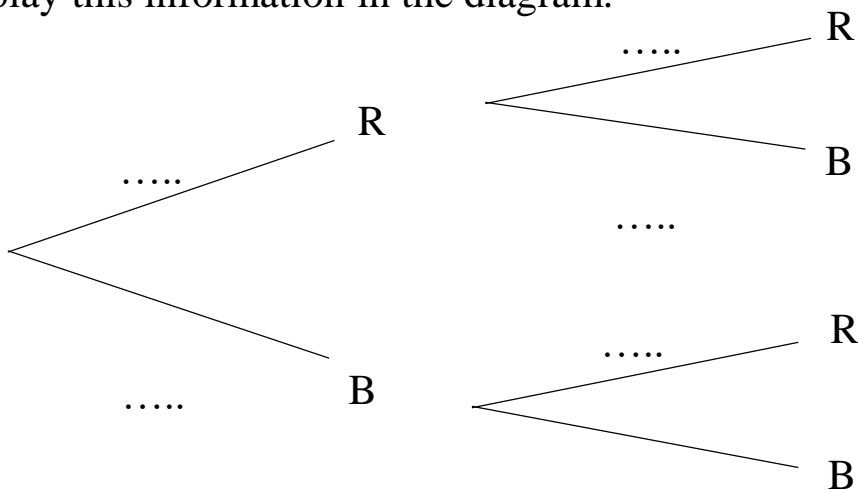 play this information in the diagram.
R
…..
R
…..
B
…..
R
…..
B
…..
B